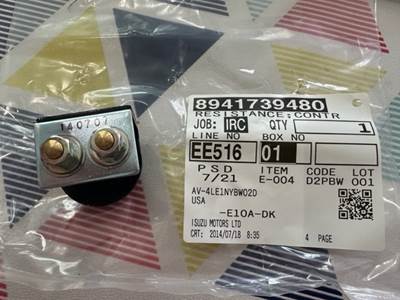 8941739480
RESISTANCE;CONTR
JOB: IRC QTY 1
LINE NO BOX NO
EE516 01
PSD ITEM CODE LOT
7/21 E-004 D2PBW 001
AV-4LE1NYBW02D
USA
-E10A-DK
ISUZU MOTORS LTD
CRT: 2014/07/18 8:35 4 PAGE
140701